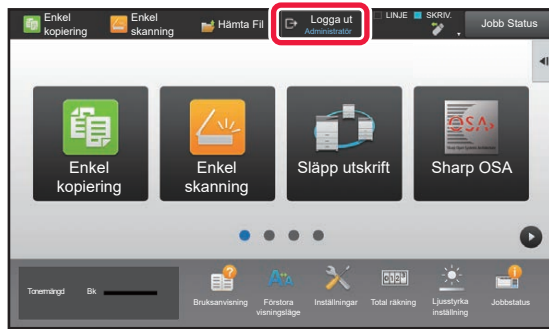 Enkel
kopiering
Enkel
skanning
Hämta Fil
Logga ut
Administratör
LINJE
SKRIV.
Jobb Status
Enkel
kopiering
Enkel
skanning
Släpp utskrift
OSA
Sharp OSA
Tonermängd
Bk
Bruksanvisning
Förstora
visningsläge
Inställningar
Total räkning
Ljusstyrka
inställning
Jobbstatus